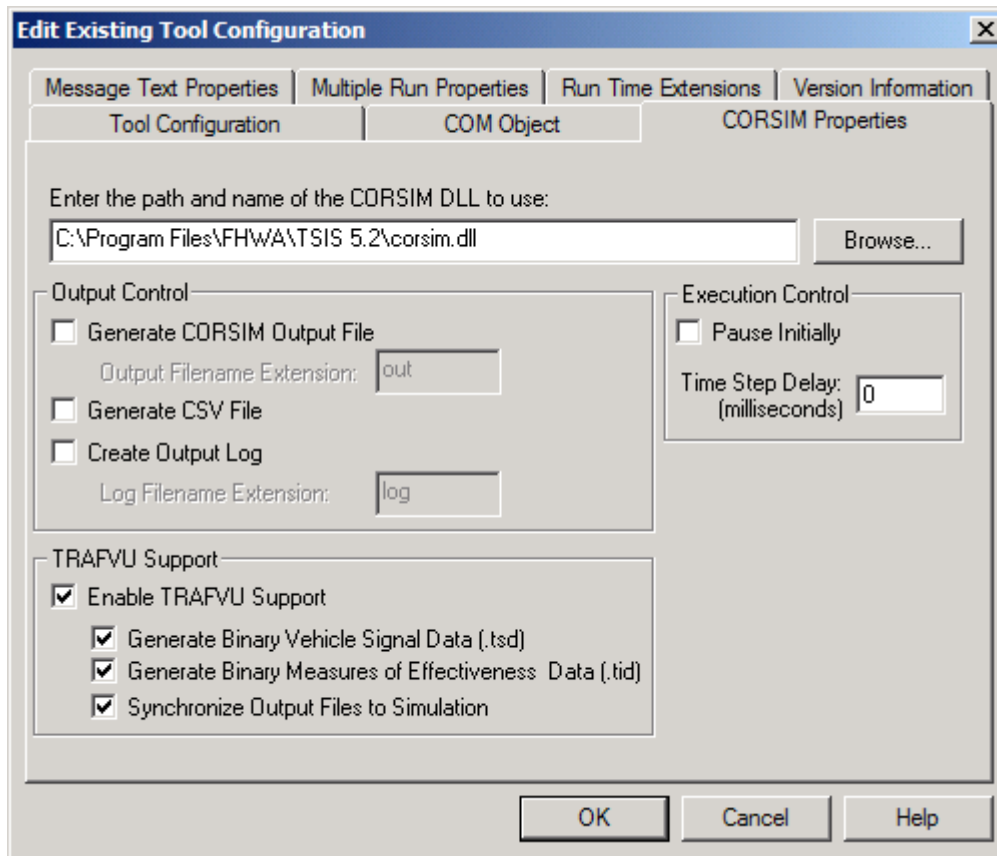 Edit Existing Tool Configuration
Message Text Properties
Multiple Run Properties
Run Time Extensions
Version Information
Tool Configuration
COM Object
CORSIM Properties
Enter the path and name of the CORSIM DLL to use:
C:\Program Files\FHWA\TSIS 5.2\corsim.dll
Browse...
Output Control
Generate CORSIM Output File
Output Filename Extension:
out
Generate CSV File
Create Output Log
Log Filename Extension:
log
Execution Control
Pause Initially
Time Step Delay:
(milliseconds)
0
TRAFVU Support
Enable TRAFVU Support
Generate Binary Vehicle Signal Data (.tsd)
Generate Binary Measures of Effectiveness  Data (.tid)
Synchronize Output Files to Simulation
OK
Cancel
Help